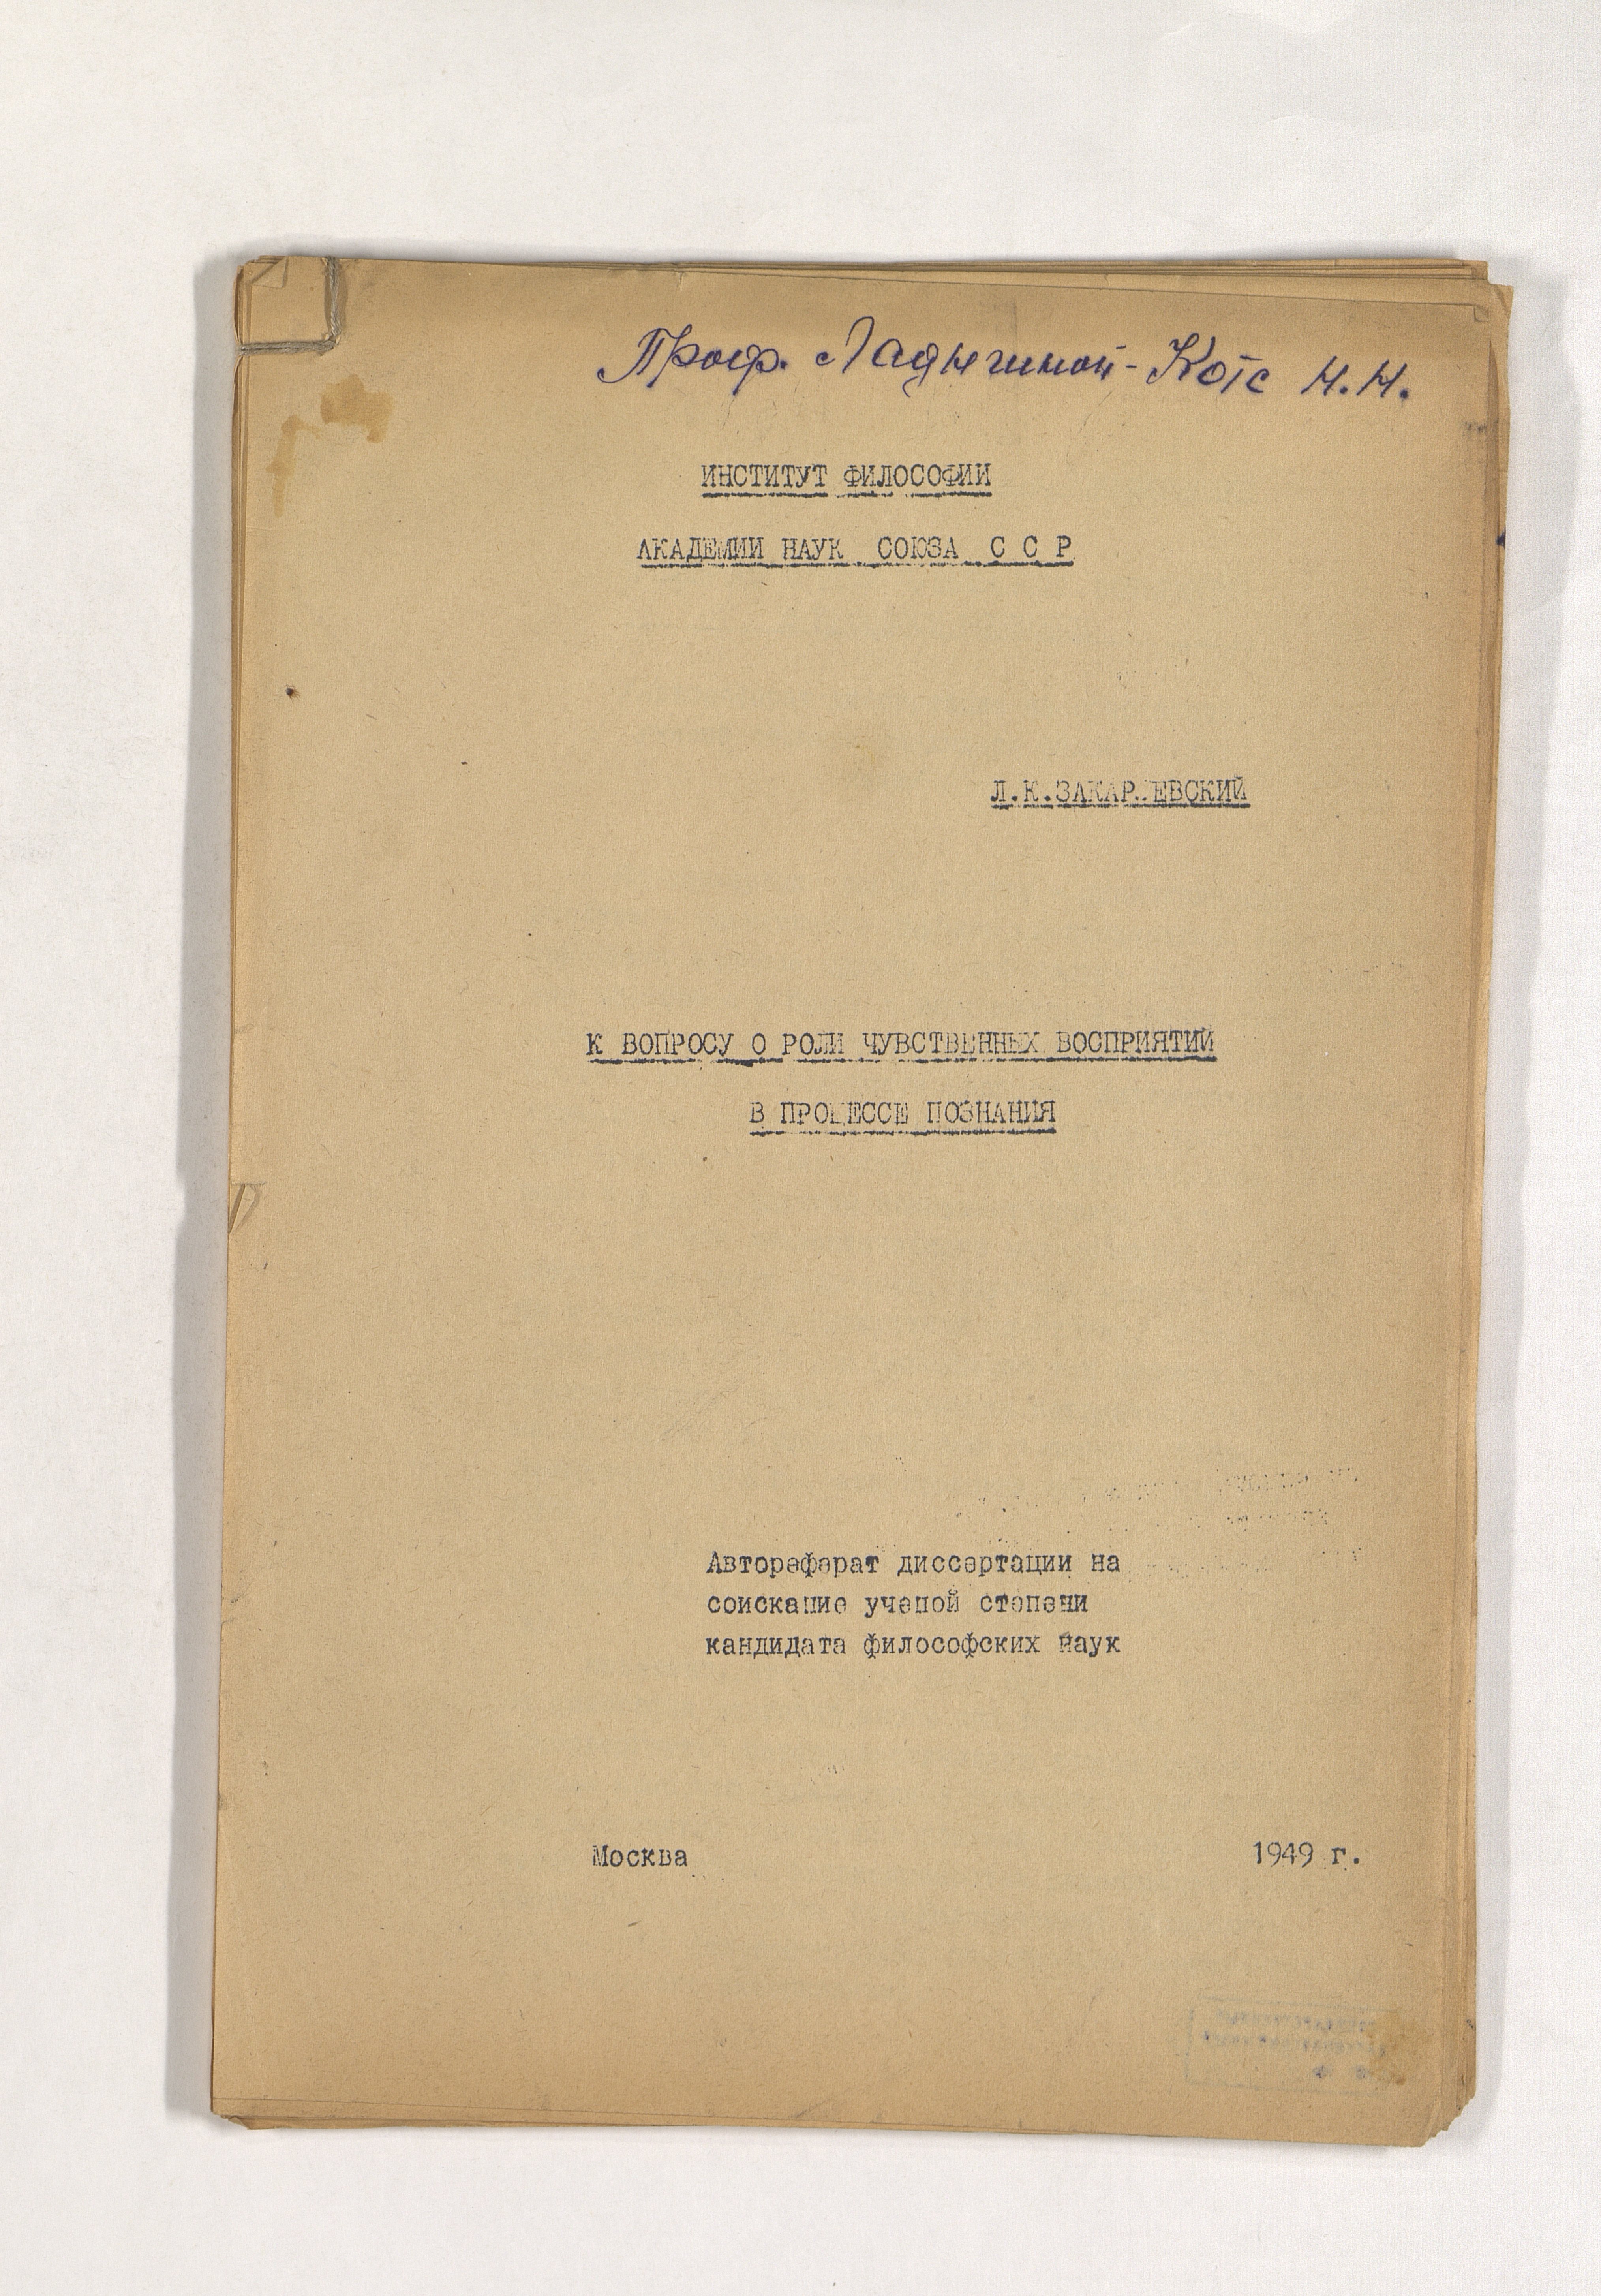 Проф. Ладыгиной-Котс Н.Н.
ИНСТИТУТ ФИЛОСОФИИ
АКАДЕМИИ НАУК СОЮЗА С С Р
Л.К.
К ВОПРОСУ О РОЛИ ЧУВСТВЕННЫХ ВОСПРИЯТИЙ
В ПРОЦЕССЕ ПОЗНАНИЯ
Автореферат диссертации на
соискание ученой степени
кандидата философских наук
Москва 1949 г.